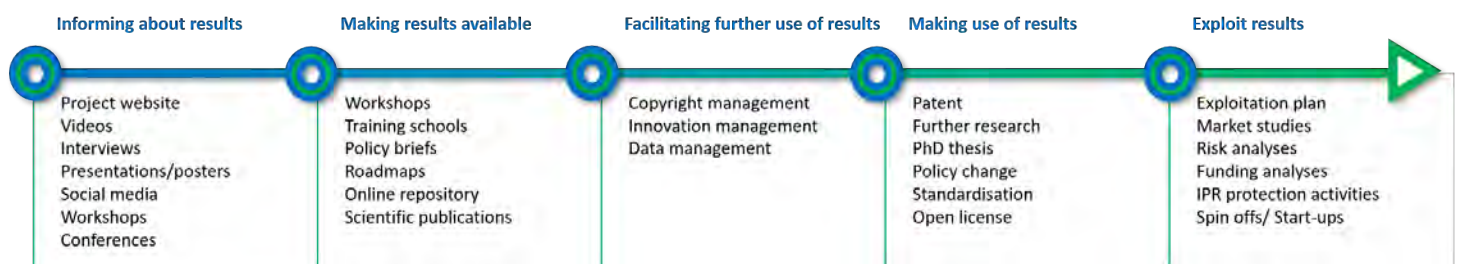 Informing about results
Project website
Videos
Interviews
Presentations/posters
Social media
Workshops
Conferences
Making results available
Workshops
Training schools
Policy briefs
Roadmaps
Online repository
Scientific publications
Facilitating further use of results
Copyright management
Innovation management
Data management
Making use of results
Patent
Further research
PhD thesis
Policy change
Standardisation
Open license
Exploit results
Exploitation plan
Market studies
Risk analyses
Funding analyses
IPR protection activities
Spin offs/ Start-ups